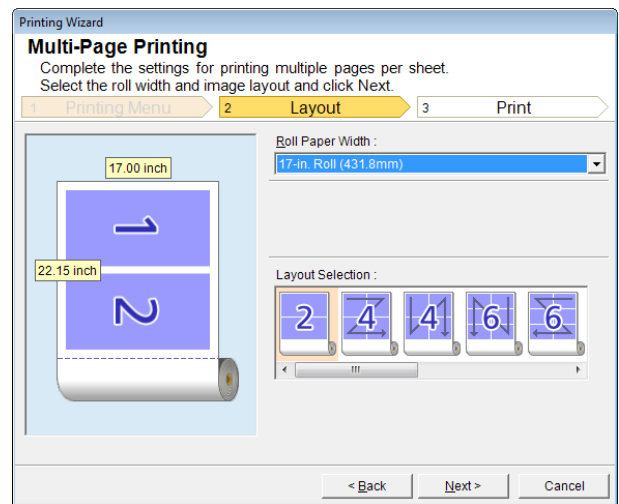 Printing Wizard
Multi-Page Printing
Complete the settings for printing multiple pages per sheet.
Select the roll width and image layout and click Next.
1 Printing Menu 2 Layout 3 Print
Roll Paper Width :
17-in. Roll (431.8mm)
17.00 inch
1
22.15 inch
2
Layout Selection :
2 4 4 6 6
< Back Next > Cancel